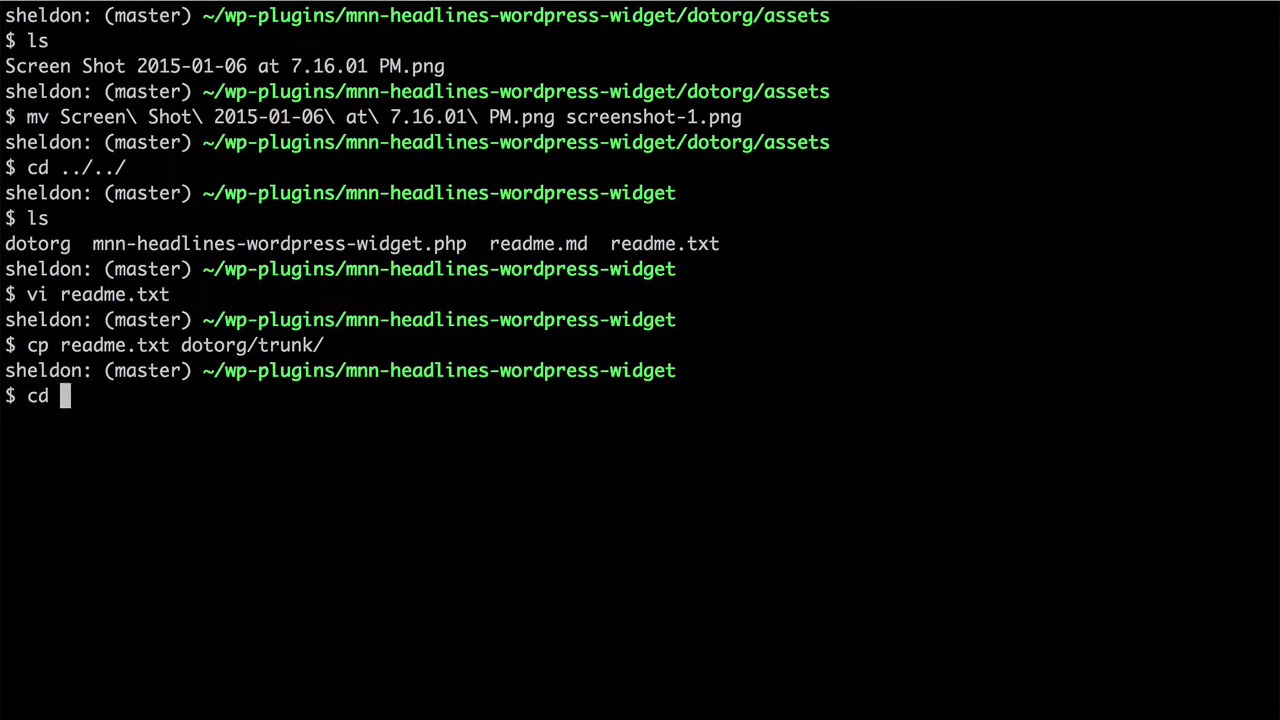 sheldon: (master) ~/wp-plugins/mnn-headlines-wordpress-widget/dotorg/assets
$ ls
Screen Shot 2015-01-06 at 7.16.01 PM.png
sheldon: (master) ~/wp-plugins/mnn-headlines-wordpress-widget/dotorg/assets
$ mv Screen\ Shot\ 2015-01-06\ at\ 7.16.01\ PM.png screenshot-1.png
sheldon: (master) ~/wp-plugins/mnn-headlines-wordpress-widget/dotorg/assets
$ cd ../../
sheldon: (master) ~/wp-plugins/mnn-headlines-wordpress-widget
$ ls
dotorg  mnn-headlines-wordpress-widget.php  readme.md  readme.txt
sheldon: (master) ~/wp-plugins/mnn-headlines-wordpress-widget
$ vi readme.txt
sheldon: (master) ~/wp-plugins/mnn-headlines-wordpress-widget
$ cp readme.txt dotorg/trunk/
sheldon: (master) ~/wp-plugins/mnn-headlines-wordpress-widget
$ cd